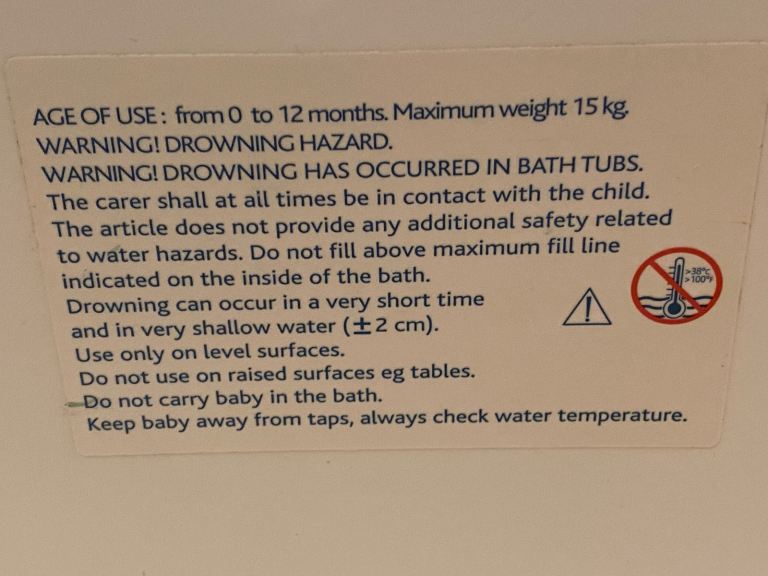 AGE OF USE : from 0 to 12 months. Maximum weight 15 kg.
WARNING! DROWNING HAZARD.
WARNING! DROWNING HAS OCCURRED IN BATH TUBS.
The carer shall at all times be in contact with the child.
The article does not provide any additional safety related
to water hazards. Do not fill above maximum fill line
indicated on the inside of the bath.
>38°C
>100°F
Drowning can occur in a very short time
and in very shallow water (±2 cm).
Use only on level surfaces.
Do not use on raised surfaces eg tables.
Do not carry baby in the bath.
Keep baby away from taps, always check water temperature.